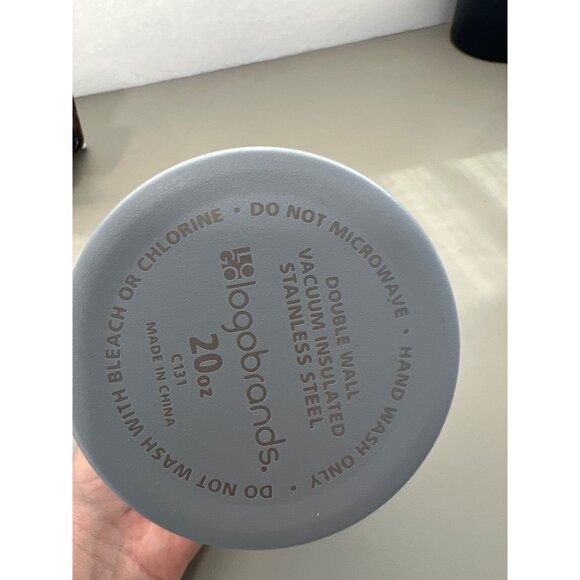 DO NOT MICROWAVE • HAND WASH ONLY • DO NOT WASH WITH BLEACH OR CHLORINE •
DOUBLE WALL
VACUUM INSULATED
STAINLESS STEEL
LOGO
logobrands.
20oz
C131
MADE IN CHINA